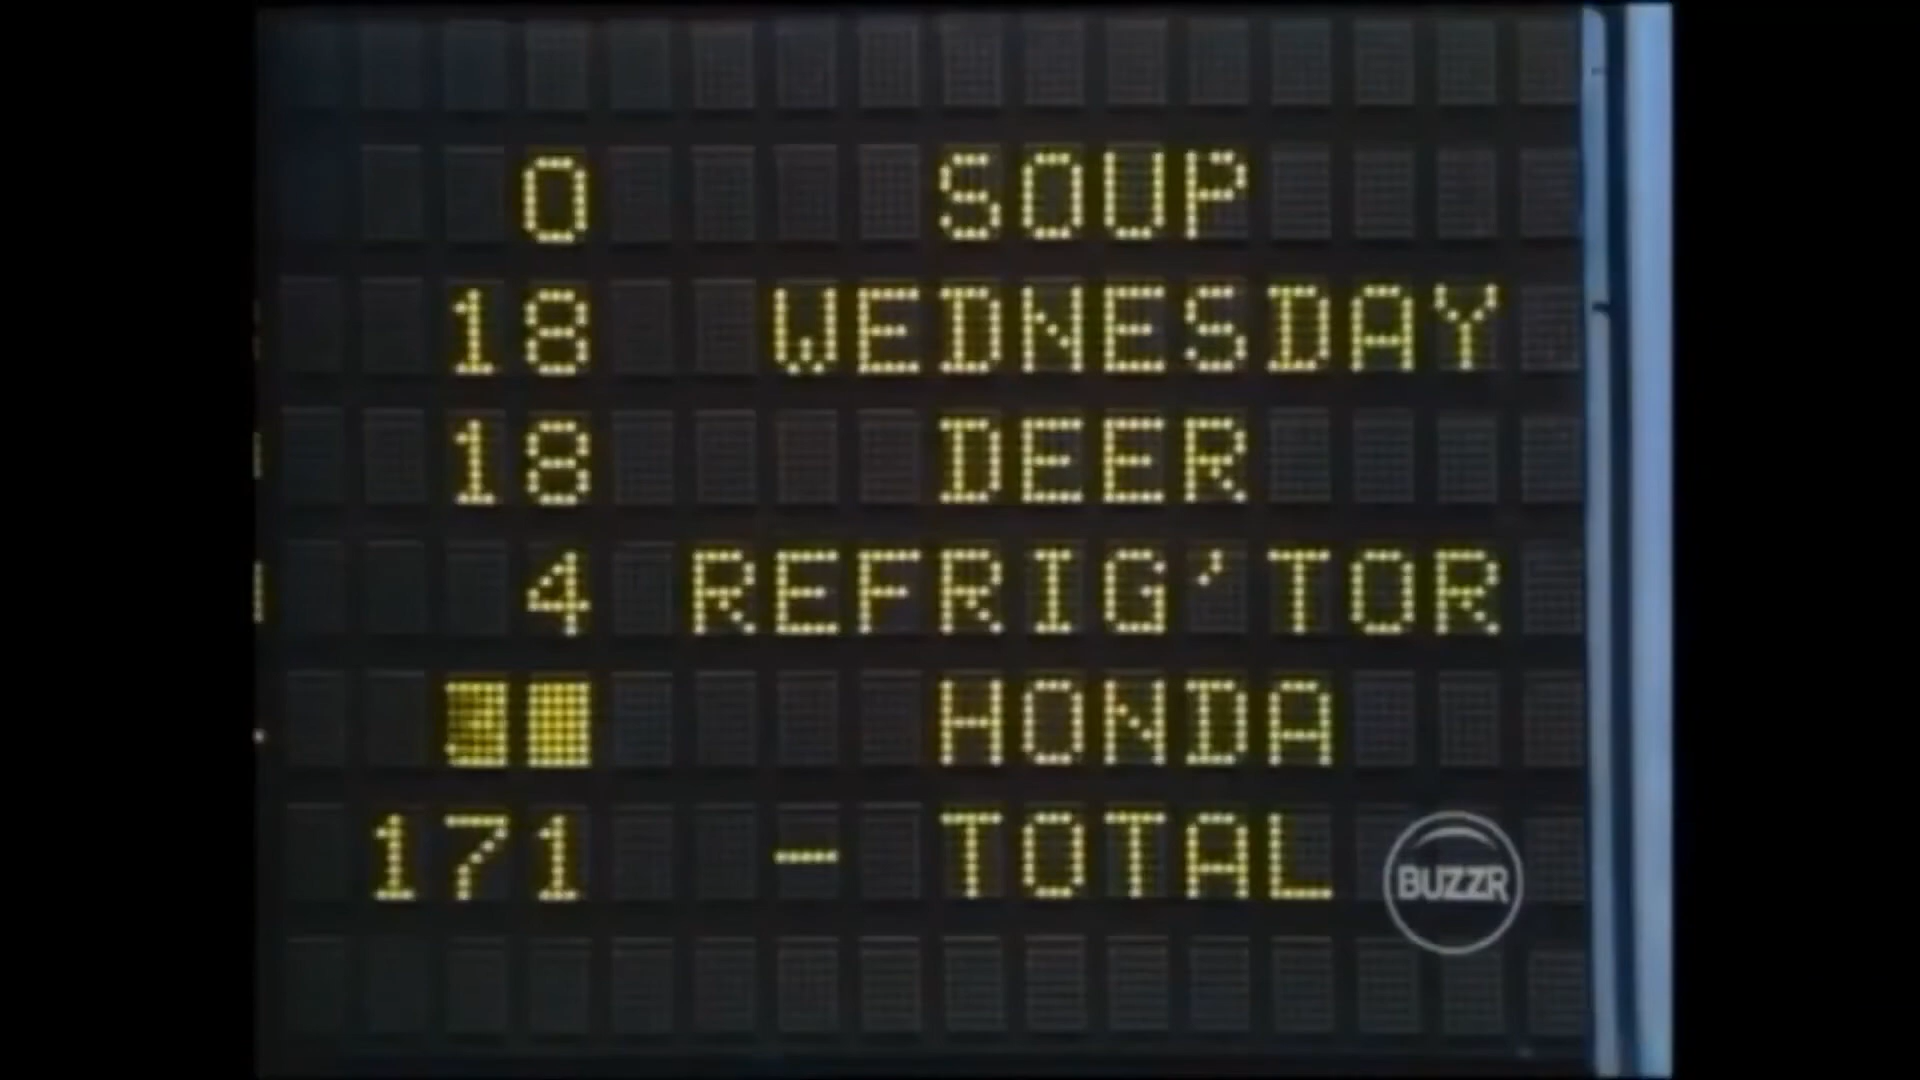 0 SOUP
18 WEDNESDAY
18 DEER
4 REFRIG'TOR
HONDA
171 - TOTAL
BUZZR